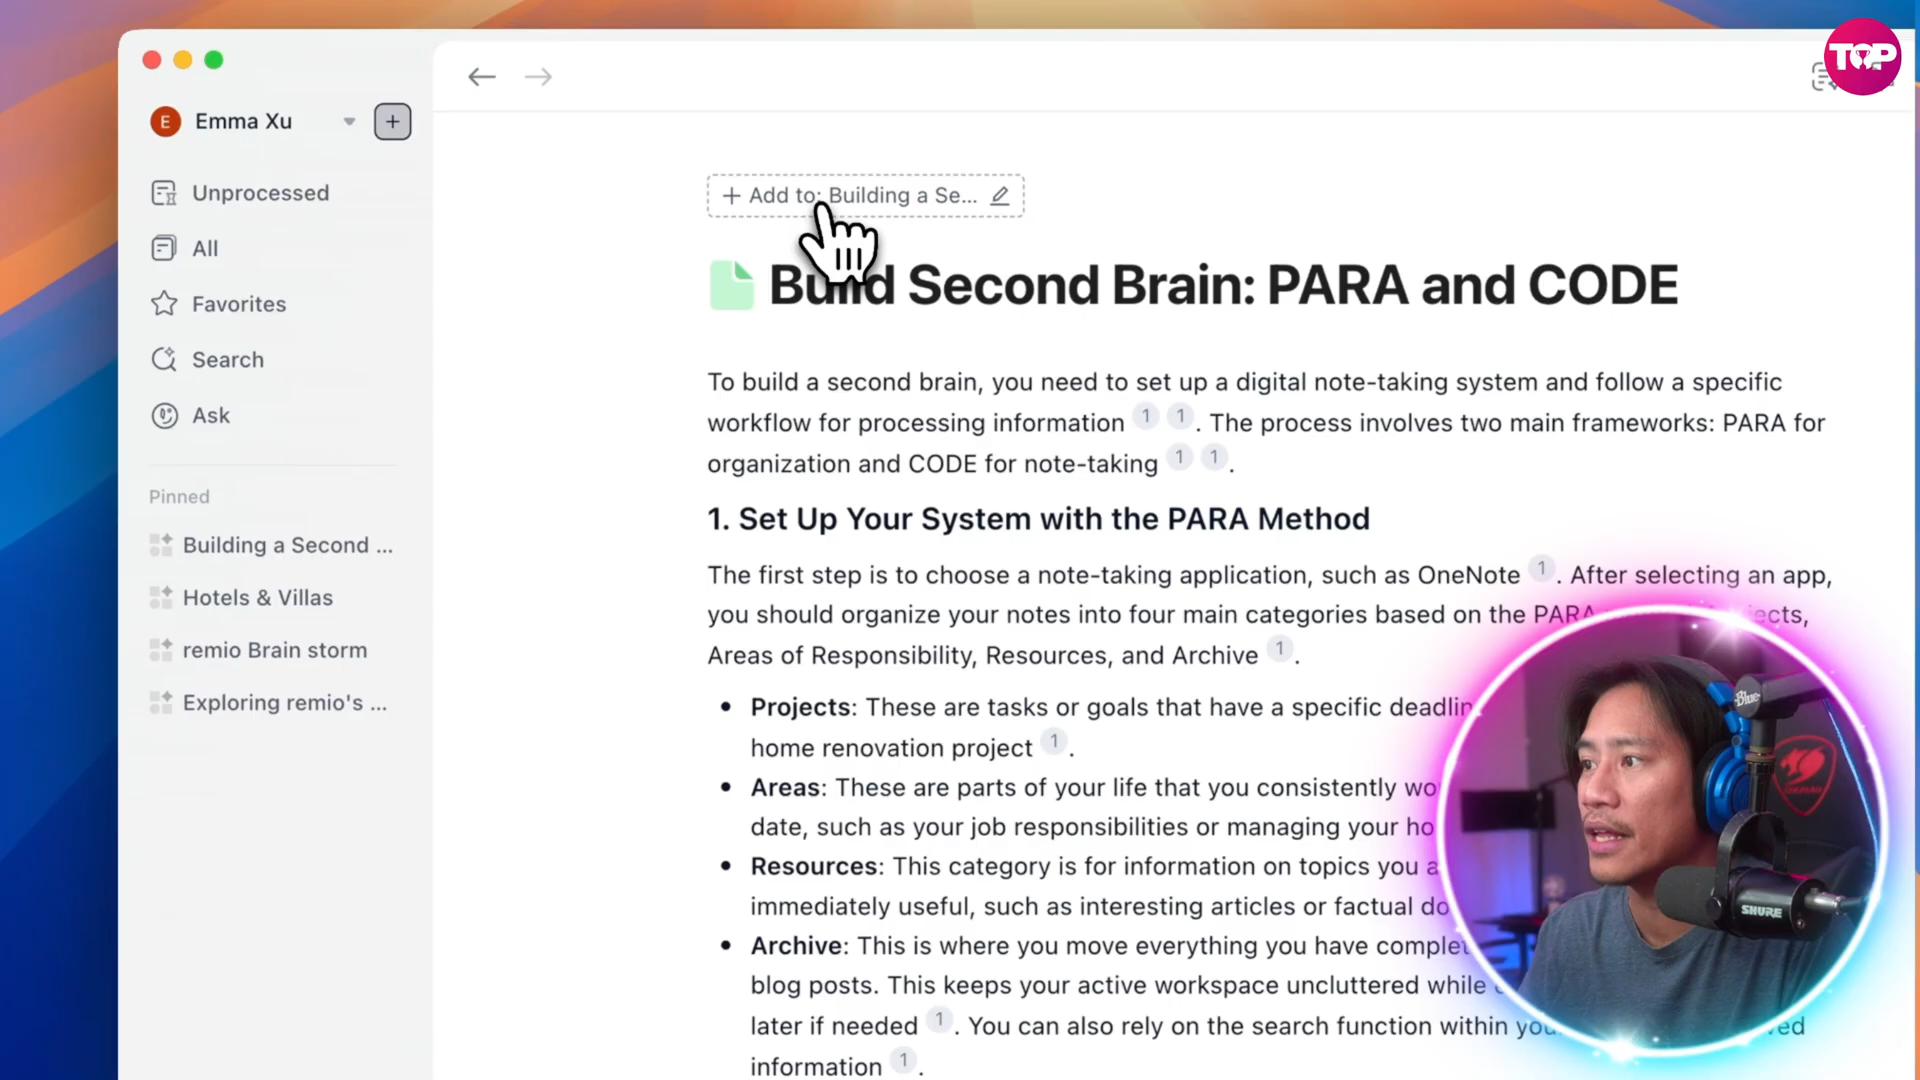 TOP
E Emma Xu
Unprocessed
All
Favorites
Search
Ask
Pinned
Building a Second ...
Hotels & Villas
remio Brain storm
Exploring remio's ...
+ Add to: Building a Se...
Build Second Brain: PARA and CODE
To build a second brain, you need to set up a digital note-taking system and follow a specific
workflow for processing information 1 1 . The process involves two main frameworks: PARA for
organization and CODE for note-taking 1 1 .
1. Set Up Your System with the PARA Method
The first step is to choose a note-taking application, such as OneNote 1 . After selecting an app,
you should organize your notes into four main categories based on the PARA
Areas of Responsibility, Resources, and Archive 1 .
• Projects: These are tasks or goals that have a specific
home renovation project 1 .
• Areas: These are parts of your life that you consistently
date, such as your job responsibilities or managing your
• Resources: This category is for information on topics you
immediately useful, such as interesting articles or factual
• Archive: This is where you move everything you have
blog posts. This keeps your active workspace uncluttered while
later if needed 1 . You can also rely on the search function within
information 1 .
Blue
SHURE